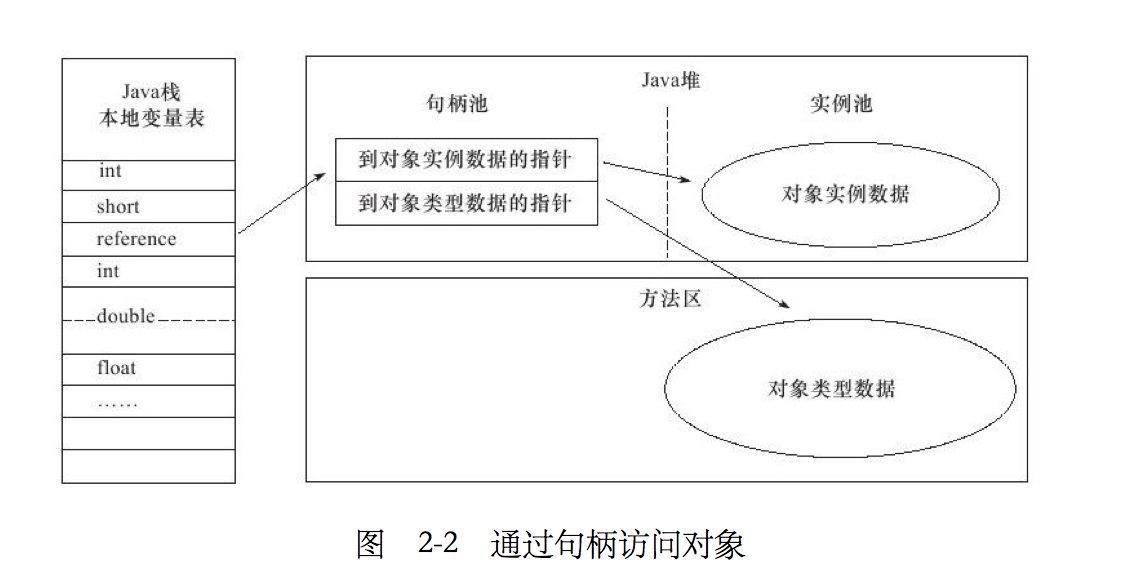 Java栈
本地变量表
int
short
reference
int
double
float
……
Java堆
句柄池
实例池
到对象实例数据的指针
到对象类型数据的指针
对象实例数据
方法区
对象类型数据
图 2-2 通过句柄访问对象